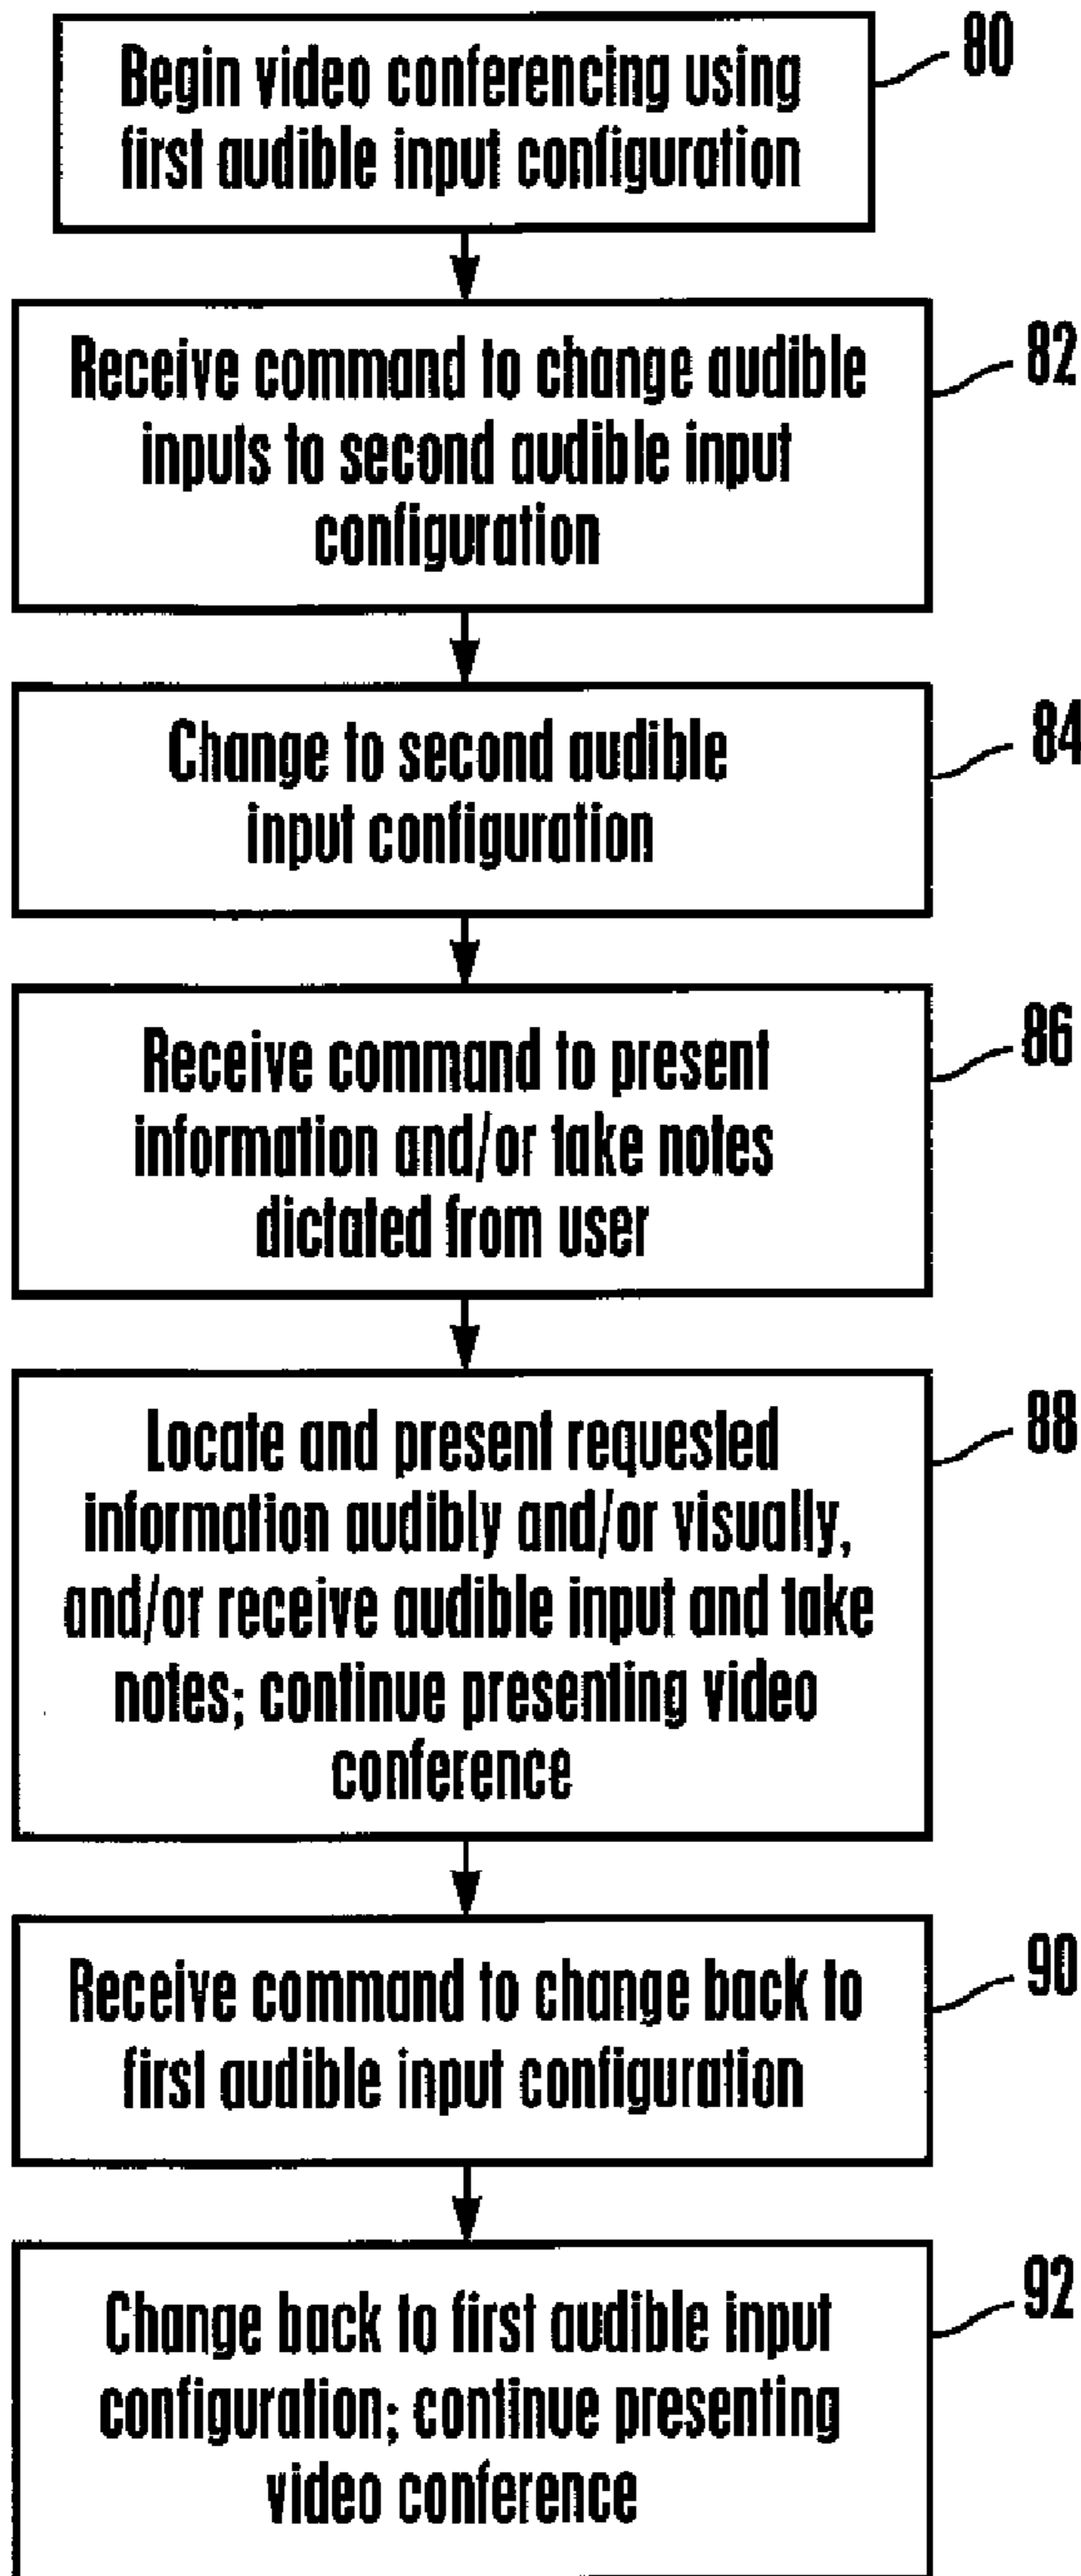 Begin video conferencing using
first audible input configuration
80
Receive command to change audible
inputs to second audible input
configuration
82
Change to second audible
input configuration
84
Receive command to present
information and/or take notes
dictated from user
86
Locate and present requested
information audibly and/or visually,
and/or receive audible input and take
notes; continue presenting video
conference
88
Receive command to change back to
first audible input configuration
90
Change back to first audible input
configuration; continue presenting
video conference
92